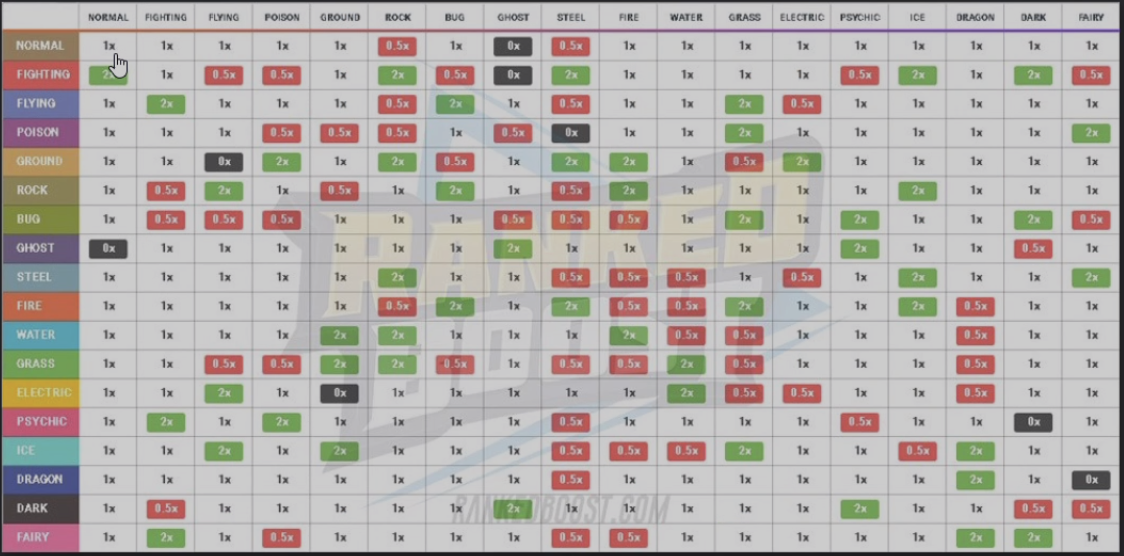 NORMAL FIGHTING FLYING POISON GROUND ROCK BUG GHOST STEEL FIRE WATER GRASS ELECTRIC PSYCHIC ICE DRAGON DARK FAIRY
NORMAL 1x 1x 1x 1x 1x 0.5x 1x 0x 0.5x 1x 1x 1x 1x 1x 1x 1x 1x 1x
FIGHTING 2x 1x 0.5x 0.5x 1x 2x 0.5x 0x 2x 1x 1x 1x 1x 0.5x 2x 1x 2x 0.5x
FLYING 1x 2x 1x 1x 1x 0.5x 2x 1x 0.5x 1x 1x 2x 0.5x 1x 1x 1x 1x 1x
POISON 1x 1x 1x 0.5x 0.5x 0.5x 1x 0.5x 0x 1x 1x 2x 1x 1x 1x 1x 1x 2x
GROUND 1x 1x 0x 2x 1x 2x 0.5x 1x 2x 2x 1x 0.5x 2x 1x 1x 1x 1x 1x
ROCK 1x 0.5x 2x 1x 0.5x 1x 2x 1x 0.5x 2x 1x 1x 1x 1x 2x 1x 1x 1x
BUG 1x 0.5x 0.5x 0.5x 1x 1x 1x 0.5x 0.5x 0.5x 1x 2x 1x 2x 1x 1x 2x 0.5x
GHOST 0x 1x 1x 1x 1x 1x 1x 2x 1x 1x 1x 1x 1x 2x 1x 1x 0.5x 1x
STEEL 1x 1x 1x 1x 1x 2x 1x 1x 0.5x 0.5x 0.5x 1x 0.5x 1x 2x 1x 1x 2x
FIRE 1x 1x 1x 1x 1x 0.5x 2x 1x 2x 0.5x 0.5x 2x 1x 1x 2x 0.5x 1x 1x
WATER 1x 1x 1x 1x 2x 2x 1x 1x 1x 2x 0.5x 0.5x 1x 1x 1x 0.5x 1x 1x
GRASS 1x 1x 0.5x 0.5x 2x 2x 0.5x 1x 0.5x 0.5x 2x 0.5x 1x 1x 1x 0.5x 1x 1x
ELECTRIC 1x 1x 2x 1x 0x 1x 1x 1x 1x 1x 2x 0.5x 0.5x 1x 1x 0.5x 1x 1x
PSYCHIC 1x 2x 1x 2x 1x 1x 1x 1x 0.5x 1x 1x 1x 1x 0.5x 1x 1x 0x 1x
ICE 1x 1x 2x 1x 2x 1x 1x 1x 0.5x 0.5x 0.5x 2x 1x 1x 0.5x 2x 1x 1x
DRAGON 1x 1x 1x 1x 1x 1x 1x 1x 0.5x 1x 1x 1x 1x 1x 1x 2x 1x 0x
DARK 1x 0.5x 1x 1x 1x 1x 1x 2x 1x 1x 1x 1x 1x 2x 1x 1x 0.5x 0.5x
FAIRY 1x 2x 1x 0.5x 1x 1x 1x 1x 0.5x 0.5x 1x 1x 1x 1x 1x 2x 2x 1x
RANKED
BOOST
RANKEDBOOST.COM